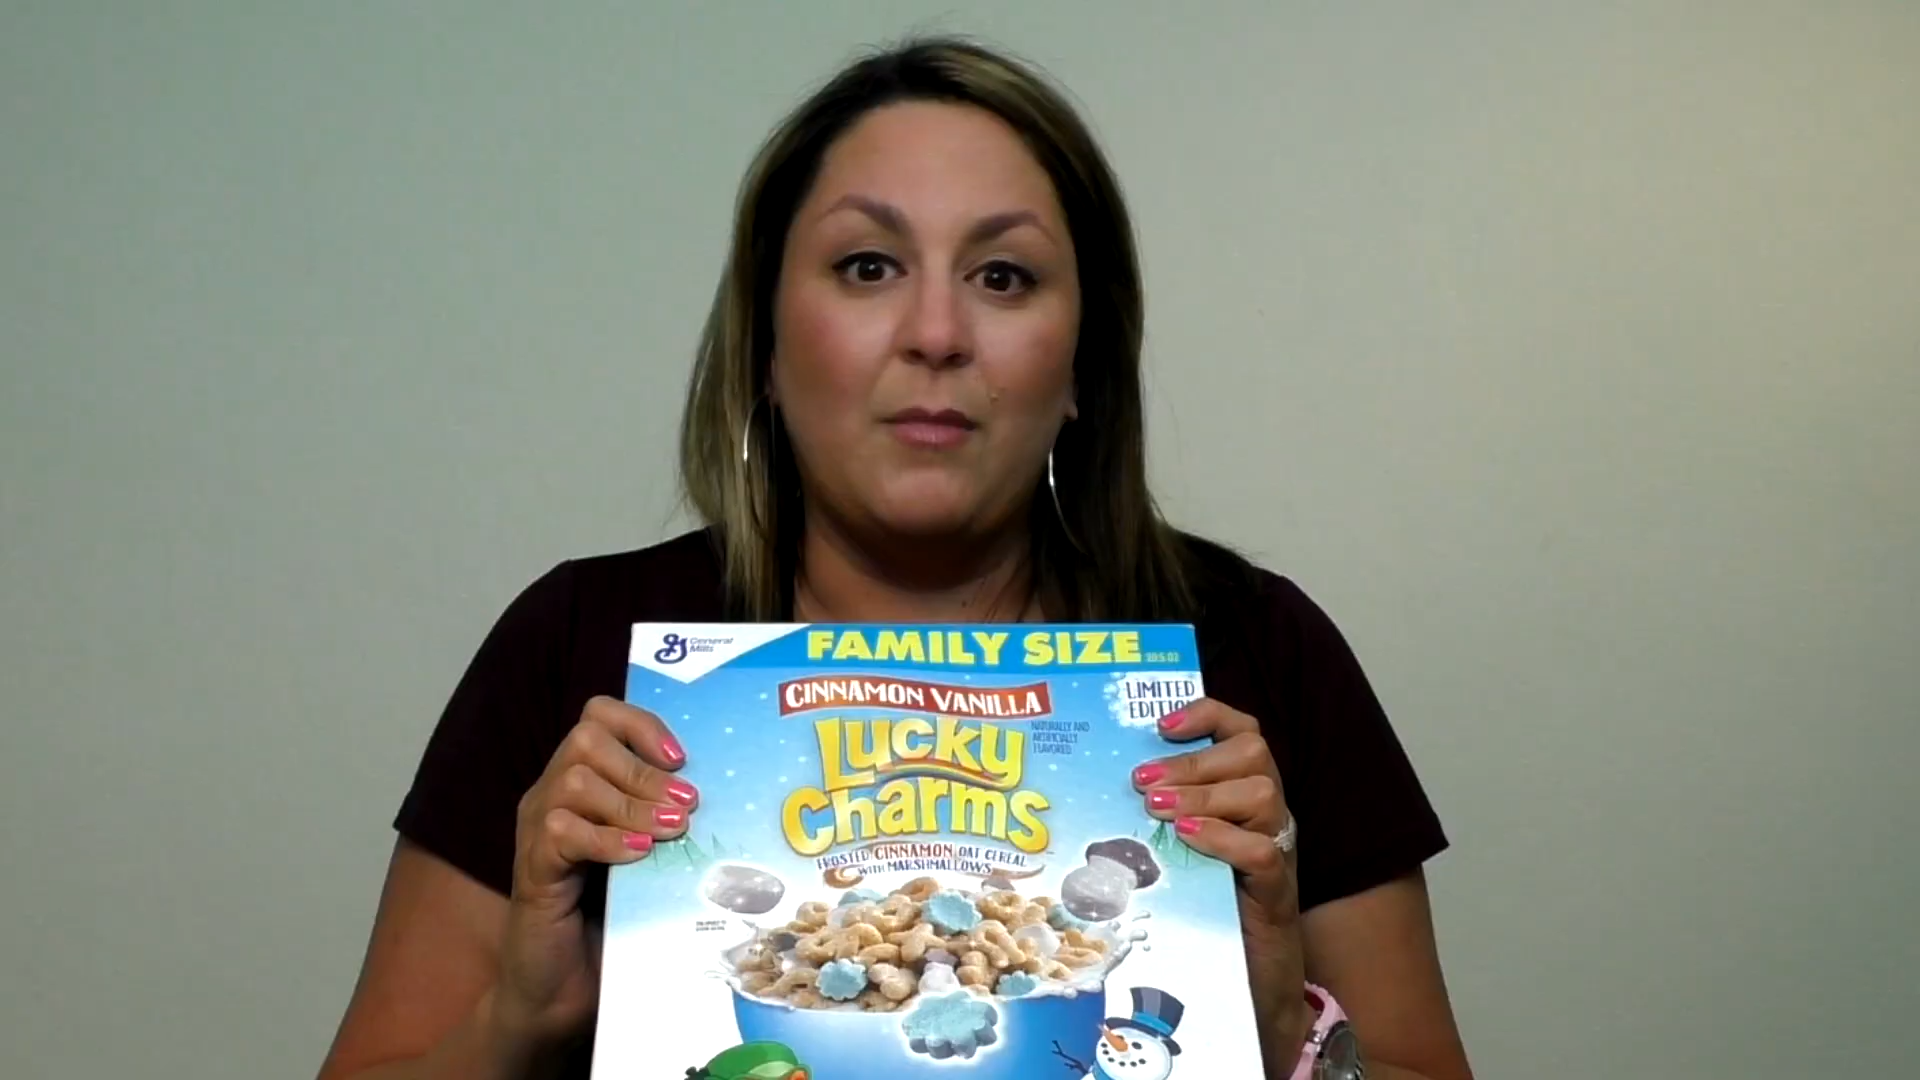 General
Mills
FAMILY SIZE
CINNAMON VANILLA
LIMITED
EDITIO
Lucky
NATURALLY AND
ARTIFICIALLY
FLAVORED
Charms
FROSTED CINNAMON OAT CEREAL
WITH MARSHMALLOWS